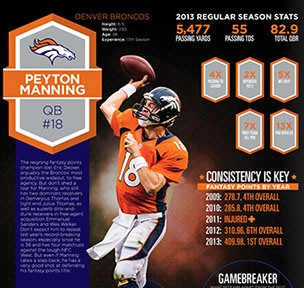 DENVER BRONCOS
Height: 6-5
Weight: 230
Age: 38
Experience: 17th Season
PEYTON
MANNING
QB
#18
2013 REGULAR SEASON STATS
5,477
PASSING YARDS
55
PASSING TDS
82.9
TOTAL QBR
4X
2X
5X
7X
13X
The reigning fantasy points
champion lost Eric Decker,
arguably the Broncos' most
productive wideout, to free
agency. But don't shed a
tear for Manning, who still
has two dominant receivers
in Demaryius Thomas and
tight end Julius Thomas, as
well as superb slink-and-
dunk receivers in free-agent
acquisition Emmanuel
Sanders and Wes Welker.
Don't expect him to repeat
last year's record-breaking
season, especially since he
is 38 and has four matchups
against the tough NFC
West. But even if Manning
takes a step back, he has a
very good shot at defending
his fantasy points title.
18
CONSISTENCY IS KEY
FANTASY POINTS BY YEAR
2009: 278.7, 4TH OVERALL
2010: 285.8, 4TH OVERALL
2011: INJURED
2012: 310.96, 6TH OVERALL
2013: 409.98, 1ST OVERALL
GAMEBREAKER